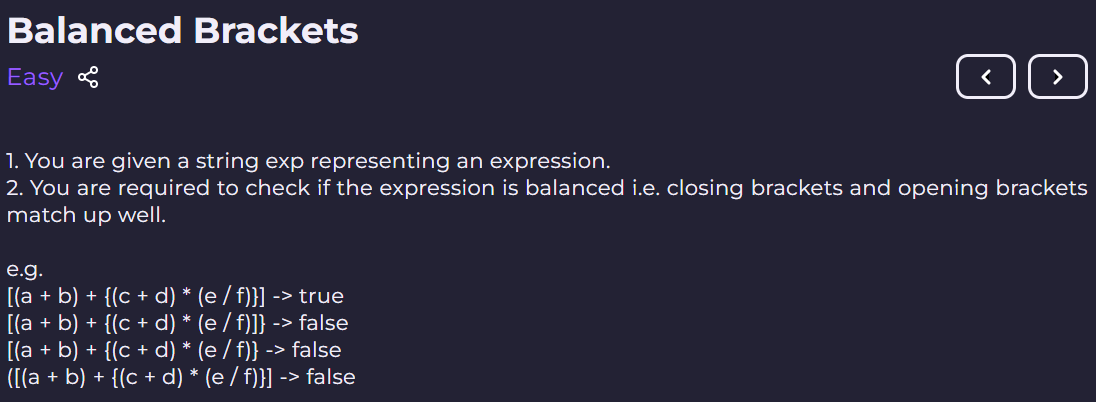 Balanced Brackets
Easy
1. You are given a string exp representing an expression.
2. You are required to check if the expression is balanced i.e. closing brackets and opening brackets
match up well.
e.g.
[(a + b) + {(c + d) * (e / f)}] -> true
[(a + b) + {(c + d) * (e / f)]} -> false
[(a + b) + {(c + d) * (e / f)} -> false
([(a + b) + {(c + d) * (e / f)}] -> false